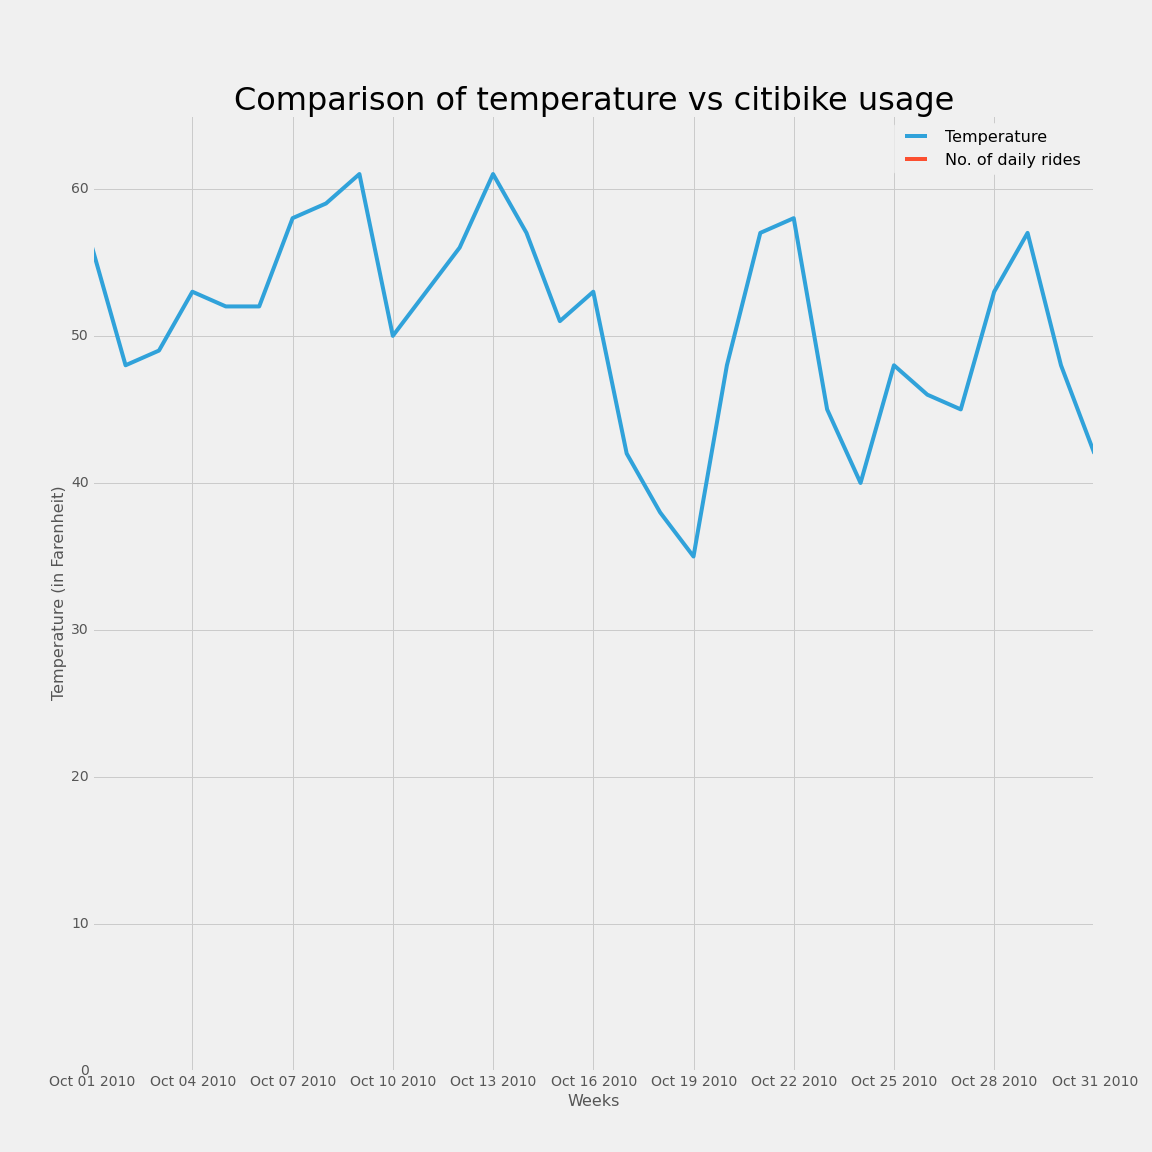 Comparison of temperature vs citibike usage
Temperature
No. of daily rides
60
50
40
30
20
10
0
Temperature (in Farenheit)
Oct 01 2010 Oct 04 2010 Oct 07 2010 Oct 10 2010 Oct 13 2010 Oct 16 2010 Oct 19 2010 Oct 22 2010 Oct 25 2010 Oct 28 2010 Oct 31 2010
Weeks